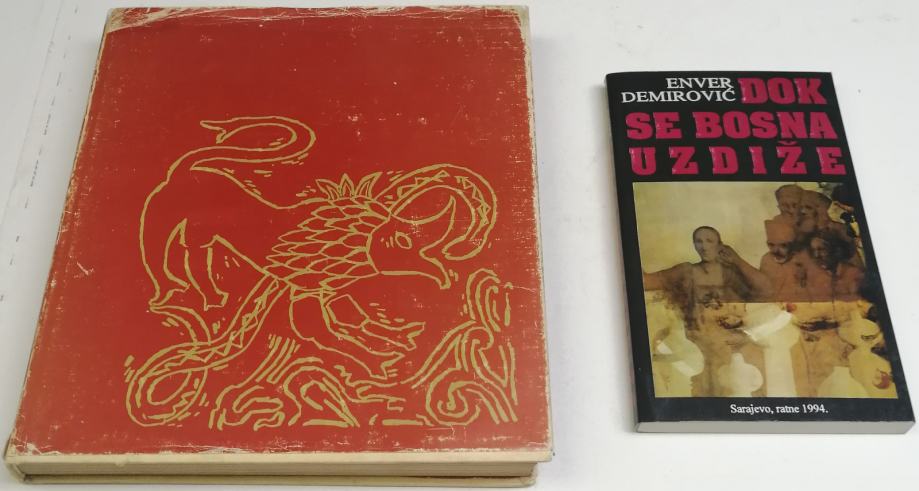 ENVER
DEMIROVIĆ
DOK
SE BOSNA
UZDIŽE
Sarajevo, ratne 1994.